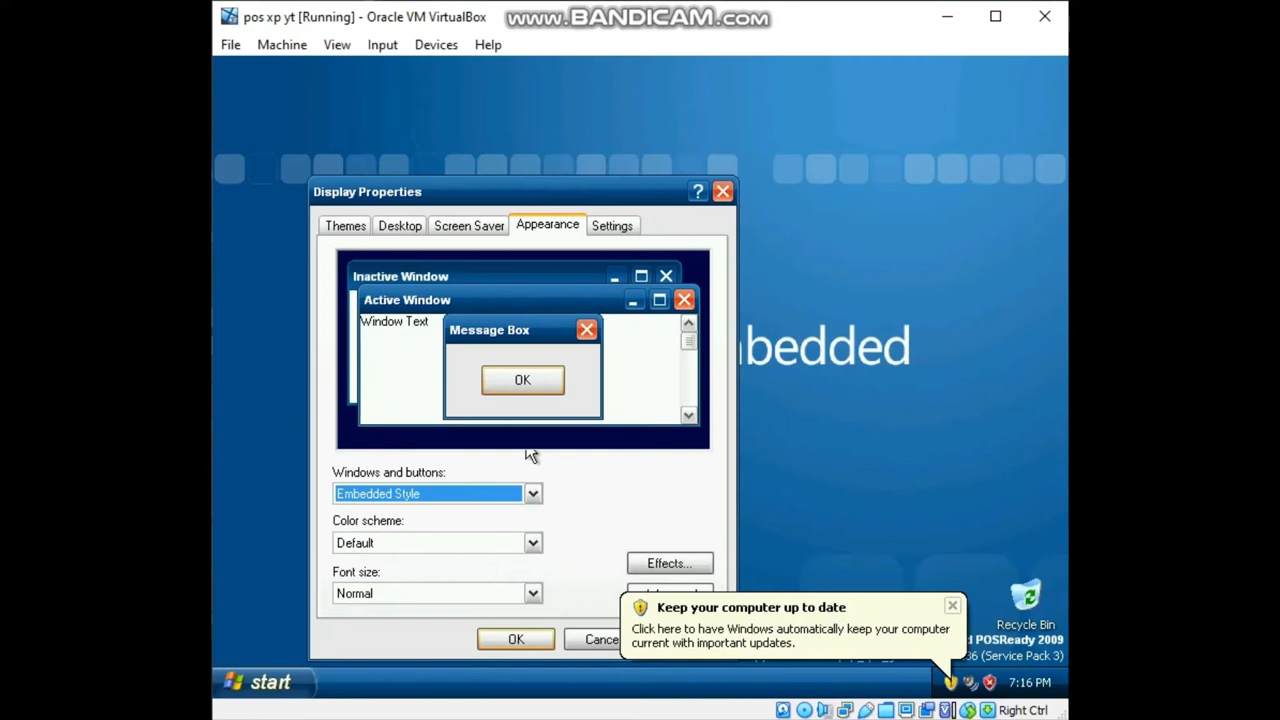 pos xp yt [Running] - Oracle VM VirtualBox
www.BANDICAM.com
File Machine View Input Devices Help
Display Properties
Themes Desktop Screen Saver Appearance Settings
Inactive Window
Active Window
Window Text
Message Box
OK
bedded
Windows and buttons:
Embedded Style
Color scheme:
Default
Effects...
Font size:
Normal
OK
Cance
Keep your computer up to date
Click here to have Windows automatically keep your computer
current with important updates.
Recycle Bin
d POSReady 2009
36 (Service Pack 3)
start
7:16 PM
Right Ctrl